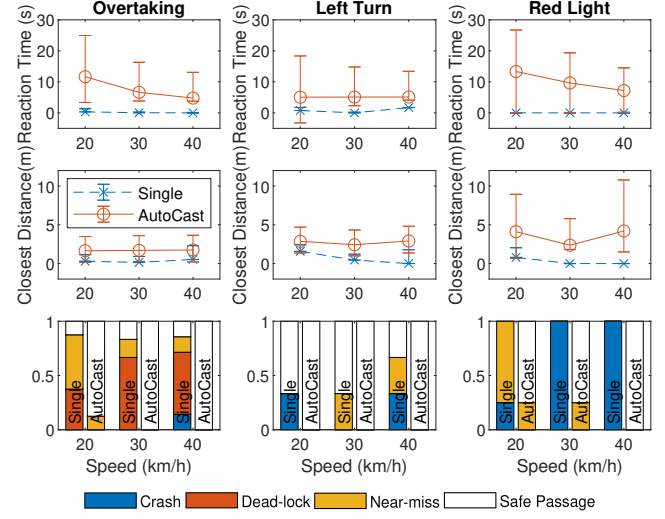 Overtaking Left Turn Red Light
Reaction Time (s) Reaction Time (s) Reaction Time (s)
30 30 30
20 20 20
10 10 10
0 0 0
20 30 40 20 30 40 20 30 40
Closest Distance(m) Closest Distance(m) Closest Distance(m)
10 10 10
5 5 5
0 0 0
Single
AutoCast
20 30 40 20 30 40 20 30 40
1 1 1
0.5 0.5 0.5
0 0 0
Single AutoCast Single AutoCast Single AutoCast Single AutoCast Single AutoCast Single AutoCast Single AutoCast Single AutoCast Single AutoCast
20 30 40 20 30 40 20 30 40
Speed (km/h) Speed (km/h) Speed (km/h)
Crash Dead-lock Near-miss Safe Passage